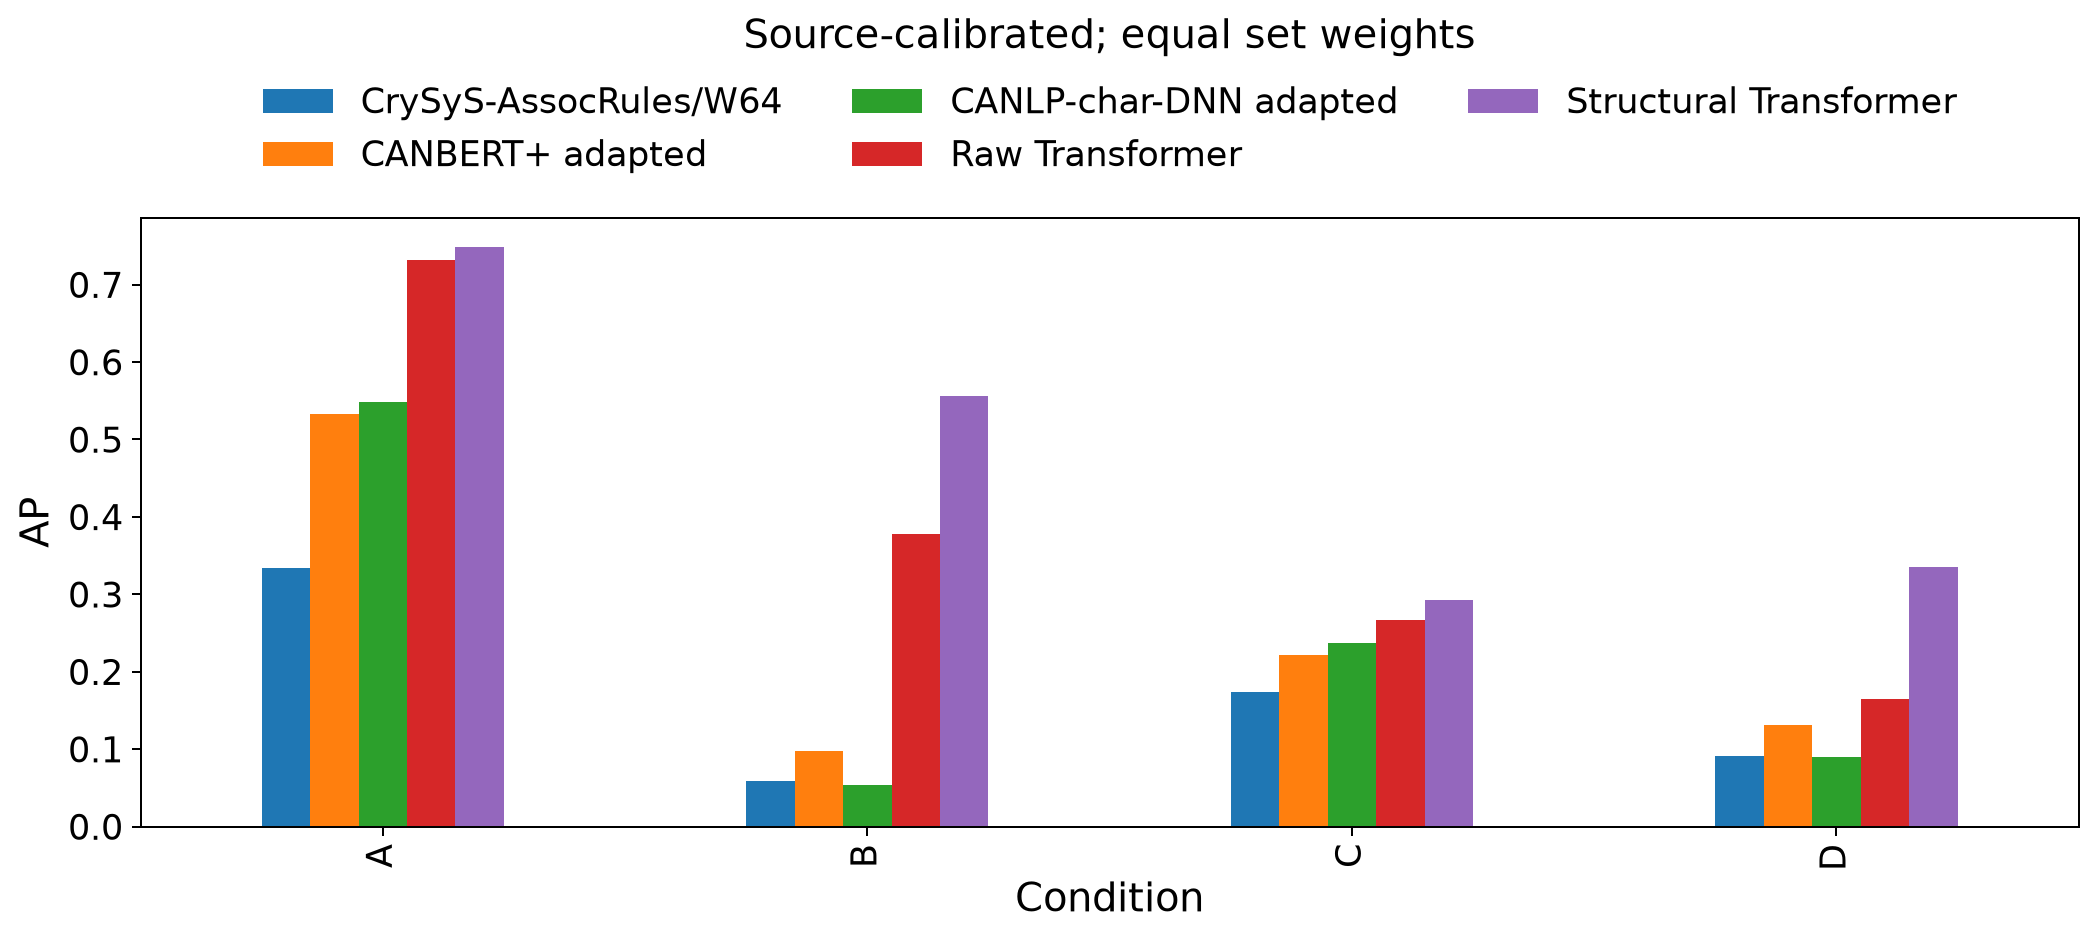 Source-calibrated; equal set weights
CrySyS-AssocRules/W64
CANLP-char-DNN adapted
Structural Transformer
CANBERT+ adapted
Raw Transformer
0.7
0.6
0.5
0.4
0.3
0.2
0.1
0.0
AP
A
B
C
D
Condition